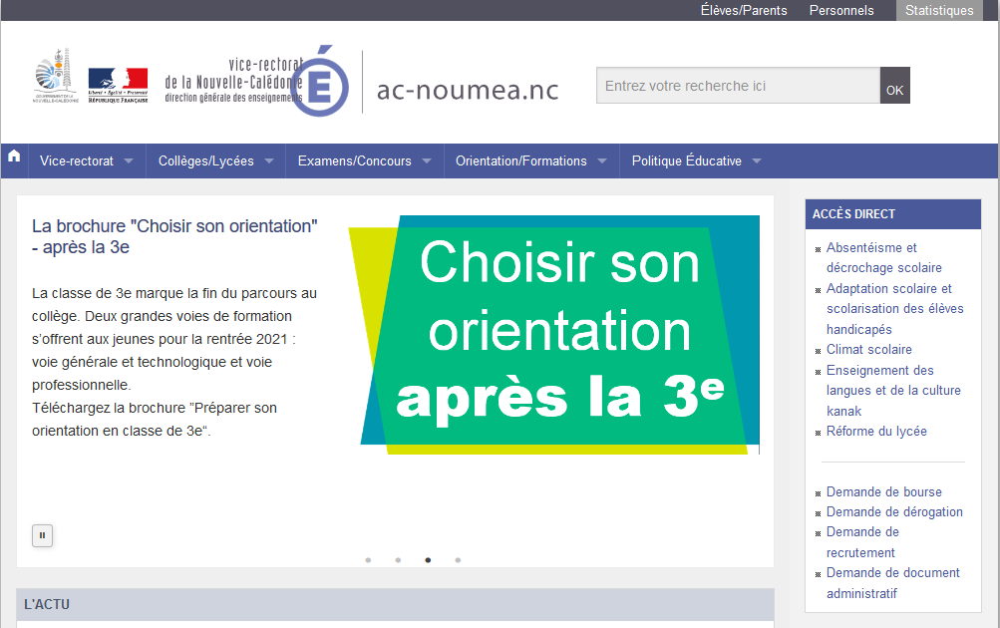 Élèves/Parents Personnels Statistiques
vice-rectorat
de la Nouvelle-Calédonie
direction générale des enseignements
É
RÉPUBLIQUE FRANÇAISE
ac-noumea.nc
Entrez votre recherche ici
OK
Vice-rectorat Collèges/Lycées Examens/Concours Orientation/Formations Politique Éducative
La brochure "Choisir son orientation"
- après la 3e
La classe de 3e marque la fin du parcours au
collège. Deux grandes voies de formation
s'offrent aux jeunes pour la rentrée 2021 :
voie générale et technologique et voie
professionnelle.
Téléchargez la brochure "Préparer son
orientation en classe de 3e“.
Choisir son
orientation
après la 3e
ACCÈS DIRECT
Absentéisme et
décrochage scolaire
Adaptation scolaire et
scolarisation des élèves
handicapés
Climat scolaire
Enseignement des
langues et de la culture
kanak
Réforme du lycée
Demande de bourse
Demande de dérogation
Demande de
recrutement
Demande de document
administratif
L'ACTU